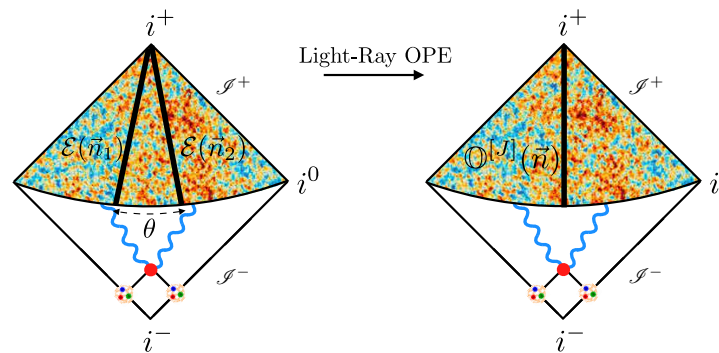 i⁺
Light-Ray OPE
i⁺
𝓘⁺
𝓘⁺
ℰ(n⃗₁)
ℰ(n⃗₂)
𝕆^[J](n⃗)
i⁰
i
θ
𝓘⁻
𝓘⁻
i⁻
i⁻